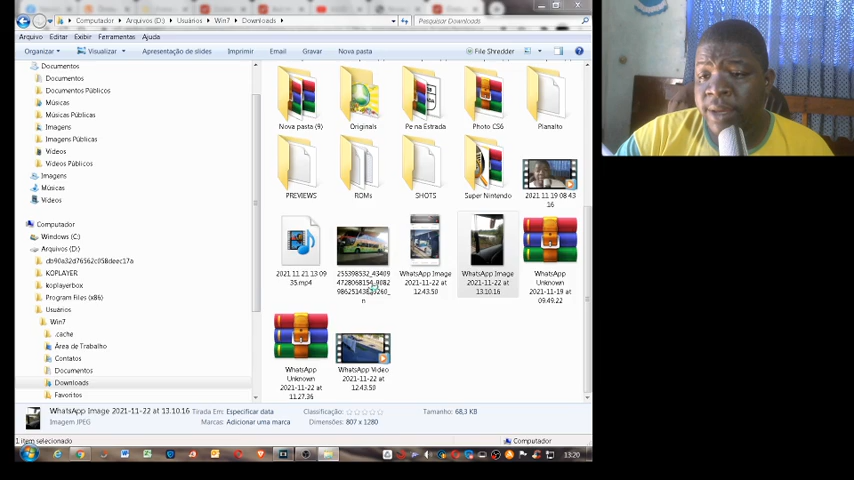 Computador ▸ Arquivos (D:) ▸ Usuários ▸ Win7 ▸ Downloads ▸
Pesquisar Downloads
Arquivo Editar Exibir Ferramentas Ajuda
Organizar Visualizar Apresentação de slides Imprimir Email Gravar Nova pasta File Shredder
Documentos
Documentos
Documentos Públicos
Músicas
Músicas Públicas
Imagens
Imagens Públicas
Vídeos
Vídeos Públicos
Imagens
Músicas
Vídeos
Computador
Windows (C:)
Arquivos (D:)
db90a32d76562c058deec17a
KOPLAYER
koplayerbox
Program Files (x86)
Usuários
Win7
.cache
Área de Trabalho
Contatos
Documentos
Downloads
Favoritos
Nova pasta (9)
Originals
Pe na Estrada
Photo CS6
Planalto
PREVIEWS
ROMs
SHOTS
Super Nintendo
2021 11 19 08 43
16
2021 11 21 13 09
35.mp4
WhatsApp Image
2021-11-22 at
12.43.50
WhatsApp Image
2021-11-22 at
13.10.16
WhatsApp
Unknown
2021-11-19 at
09.49.22
WhatsApp
Unknown
2021-11-22 at
11.27.36
WhatsApp Video
2021-11-22 at
12.43.50
WhatsApp Image 2021-11-22 at 13.10.16 Tirada Em: Especificar data
Imagem JPEG
Marcas: Adicionar uma marca
Classificação:
Dimensões: 807 x 1280
Tamanho: 68,3 KB
1 item selecionado
Computador
13:20